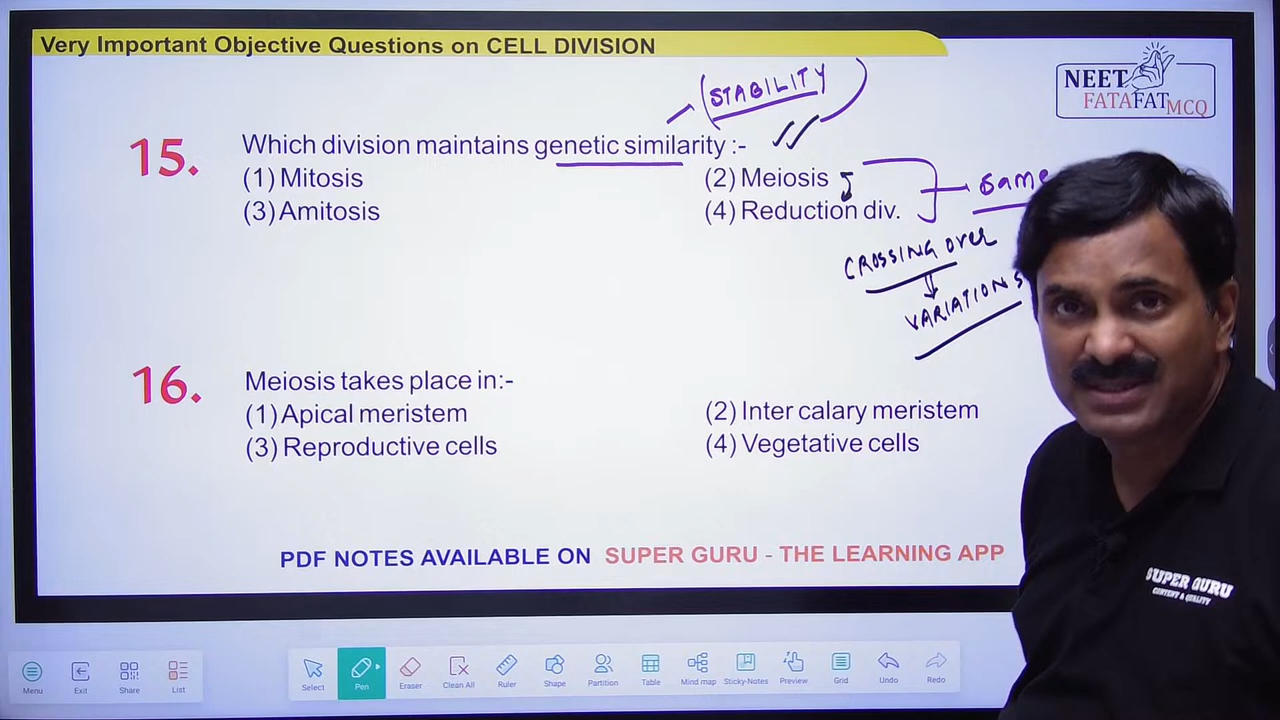 Very Important Objective Questions on CELL DIVISION
NEET
FATAFAT MCQ
(STABILITY)
15. Which division maintains genetic similarity :-
(1) Mitosis (2) Meiosis
same
(3) Amitosis (4) Reduction div.
CROSSING OVER
VARIATIONS
16. Meiosis takes place in:-
(1) Apical meristem (2) Inter calary meristem
(3) Reproductive cells (4) Vegetative cells
PDF NOTES AVAILABLE ON SUPER GURU - THE LEARNING APP
SUPER GURU
CONTENT & QUALITY
Menu Exit Share List Select Pen Eraser Clean All Ruler Shape Partition Table Mind map Sticky-Notes Preview Grid Undo Redo